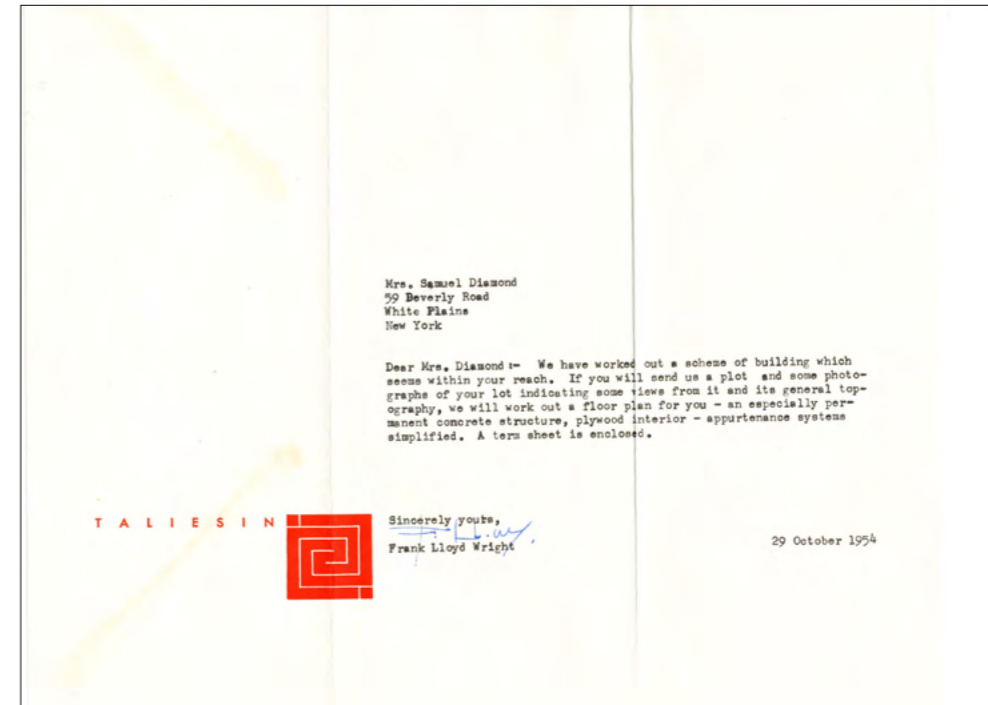 Mrs. Samuel Diamond
59 Beverly Road
White Plains
New York
Dear Mrs. Diamond:- We have worked out a scheme of building which
seems within your reach. If you will send us a plot and some photo-
graphs of your lot indicating some views from it and its general top-
ography, we will work out a floor plan for you - an especially per-
manent concrete structure, plywood interior - appurtenance systems
simplified. A term sheet is enclosed.
TALIESIN
Sincerely yours,
F.Ll.W.
Frank Lloyd Wright
29 October 1954